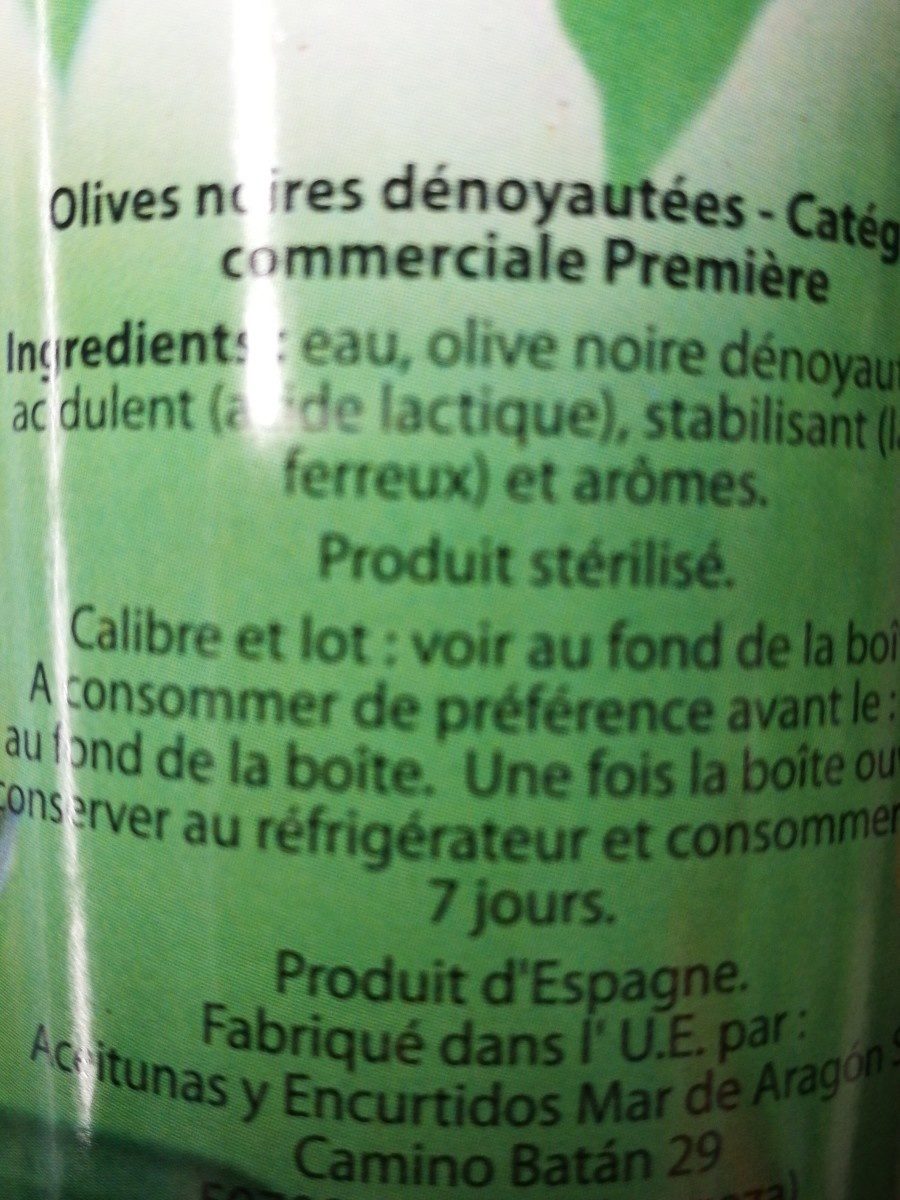 Olives noires dénoyautées - Catég
commerciale Première
Ingredients : eau, olive noire dénoyau
acidulent (acide lactique), stabilisant (l
ferreux) et arômes.
Produit stérilisé.
Calibre et lot : voir au fond de la boî
A consommer de préférence avant le :
au fond de la boîte. Une fois la boîte ou
conserver au réfrigérateur et consommer
7 jours.
Produit d'Espagne.
Fabriqué dans l' U.E. par :
Aceitunas y Encurtidos Mar de Aragón S
Camino Batán 29